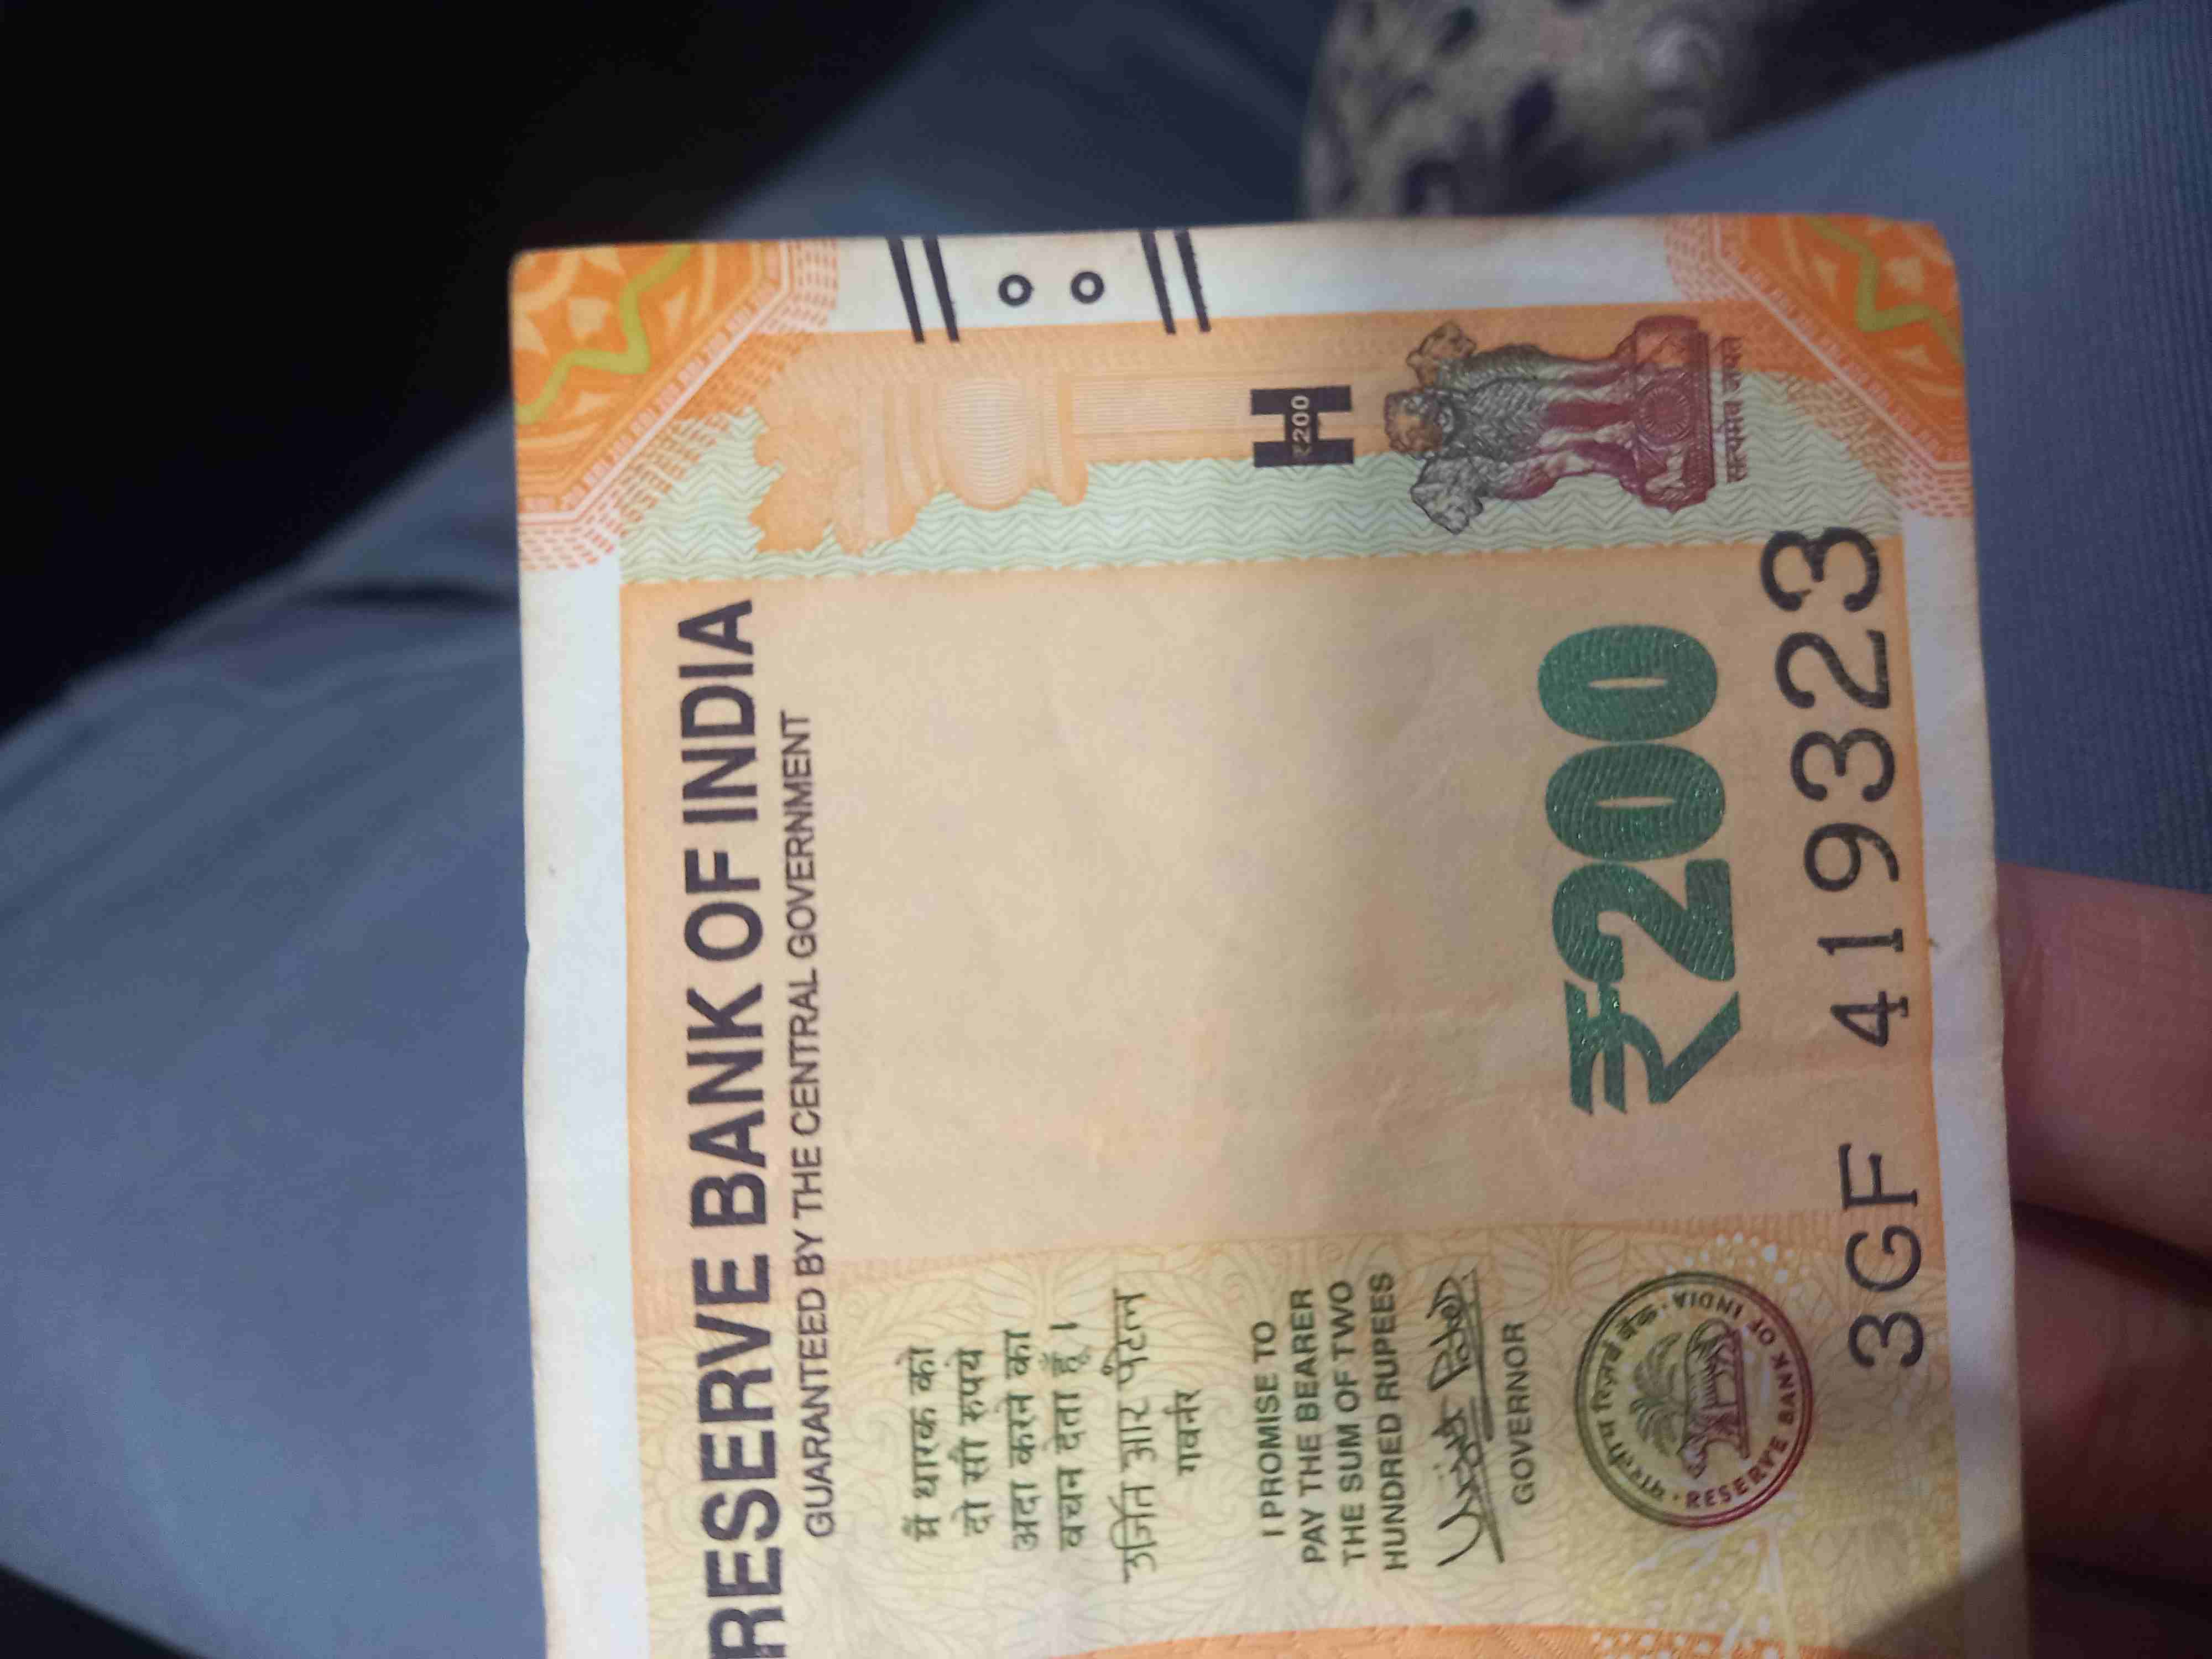 RESERVE BANK OF INDIA
GUARANTEED BY THE CENTRAL GOVERNMENT
मैं धारक को
दो सौ रुपये
अदा करने का
वचन देता हूँ।
उर्जित आर पटेल
गवर्नर
I PROMISE TO
PAY THE BEARER
THE SUM OF TWO
HUNDRED RUPEES
GOVERNOR
भारतीय रिज़र्व बैंक
RESERVE BANK OF INDIA
₹200
₹200
सत्यमेव जयते
3GF 419323